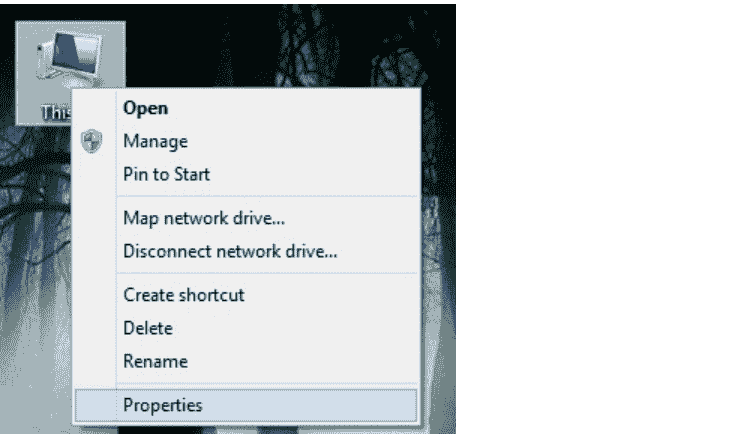 This
Open
Manage
Pin to Start
Map network drive...
Disconnect network drive...
Create shortcut
Delete
Rename
Properties